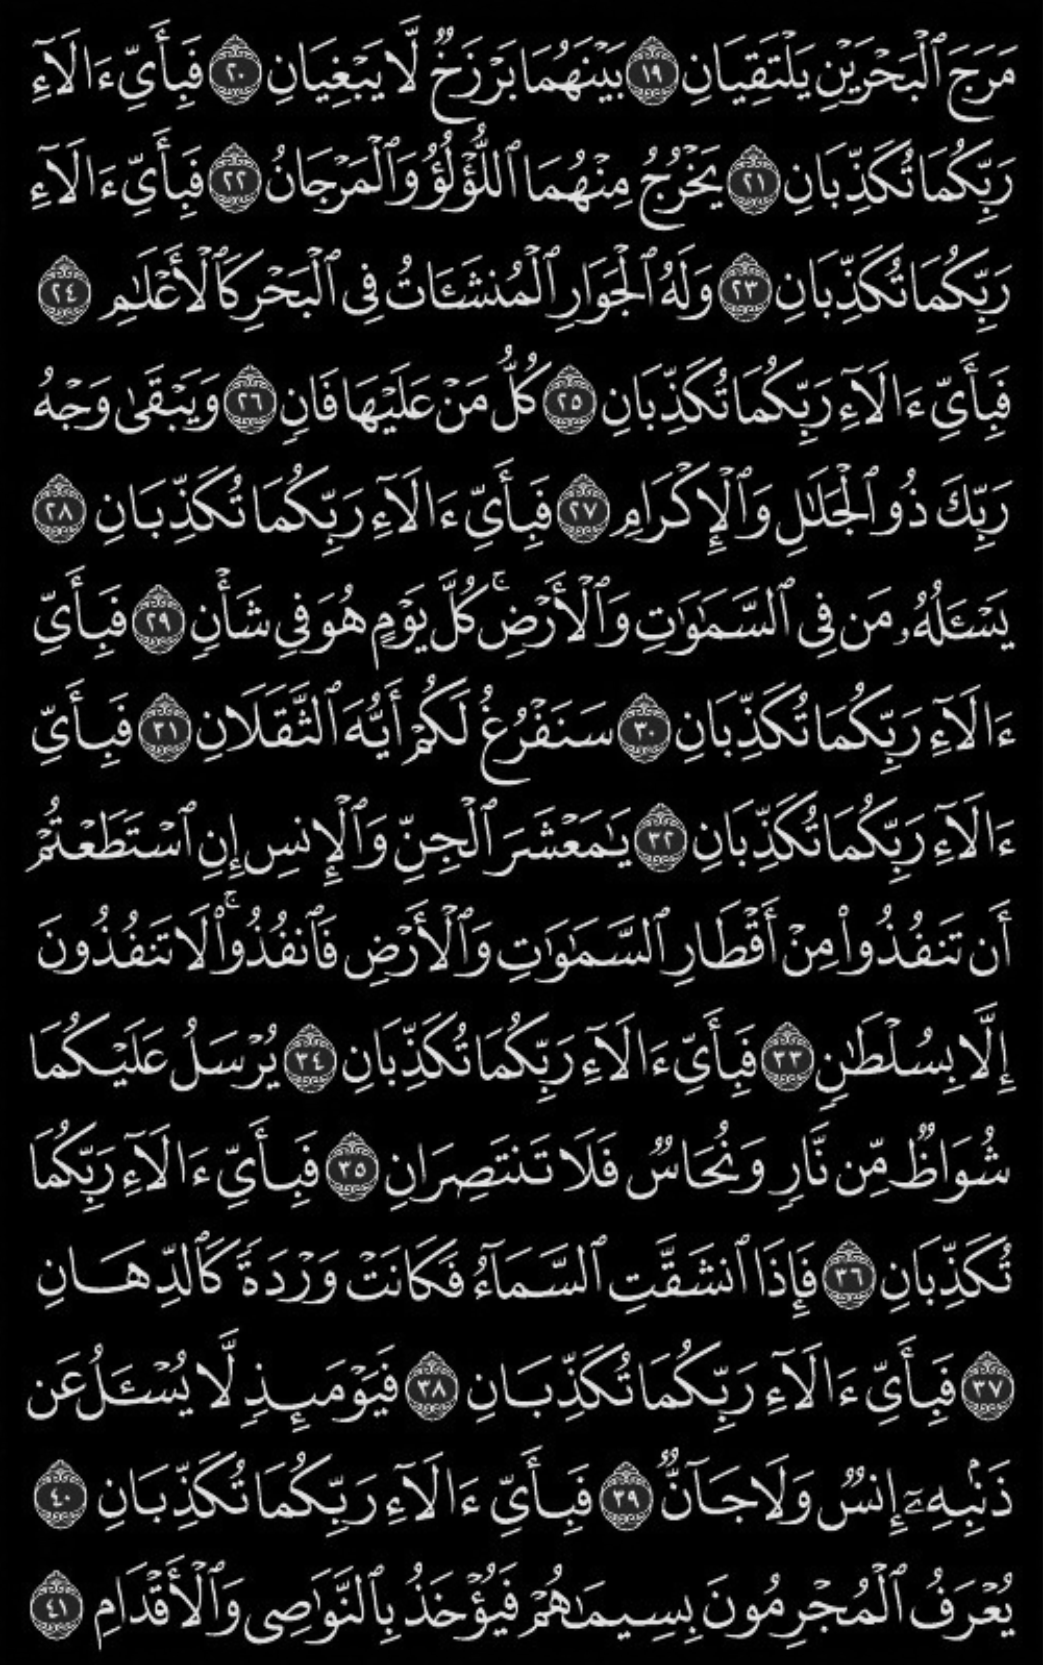 مَرَجَ ٱلْبَحْرَيْنِ يَلْتَقِيَانِ ١٩ بَيْنَهُمَا بَرْزَخٌ لَّا يَبْغِيَانِ ٢٠ فَبِأَيِّ ءَالَآءِ
رَبِّكُمَا تُكَذِّبَانِ ٢١ يَخْرُجُ مِنْهُمَا ٱللُّؤْلُؤُ وَٱلْمَرْجَانُ ٢٢ فَبِأَيِّ ءَالَآءِ
رَبِّكُمَا تُكَذِّبَانِ ٢٣ وَلَهُ ٱلْجَوَارِ ٱلْمُنشَـَٔاتُ فِى ٱلْبَحْرِ كَٱلْأَعْلَـٰمِ ٢٤
فَبِأَيِّ ءَالَآءِ رَبِّكُمَا تُكَذِّبَانِ ٢٥ كُلُّ مَنْ عَلَيْهَا فَانٍ ٢٦ وَيَبْقَىٰ وَجْهُ
رَبِّكَ ذُو ٱلْجَلَـٰلِ وَٱلْإِكْرَامِ ٢٧ فَبِأَيِّ ءَالَآءِ رَبِّكُمَا تُكَذِّبَانِ ٢٨
يَسْـَٔلُهُۥ مَن فِى ٱلسَّمَـٰوَٰتِ وَٱلْأَرْضِ ۚ كُلَّ يَوْمٍ هُوَ فِى شَأْنٍ ٢٩ فَبِأَيِّ
ءَالَآءِ رَبِّكُمَا تُكَذِّبَانِ ٣٠ سَنَفْرُغُ لَكُمْ أَيُّهَ ٱلثَّقَلَانِ ٣١ فَبِأَيِّ
ءَالَآءِ رَبِّكُمَا تُكَذِّبَانِ ٣٢ يَـٰمَعْشَرَ ٱلْجِنِّ وَٱلْإِنسِ إِنِ ٱسْتَطَعْتُمْ
أَن تَنفُذُوا۟ مِنْ أَقْطَارِ ٱلسَّمَـٰوَٰتِ وَٱلْأَرْضِ فَٱنفُذُوا۟ ۚ لَا تَنفُذُونَ
إِلَّا بِسُلْطَـٰنٍ ٣٣ فَبِأَيِّ ءَالَآءِ رَبِّكُمَا تُكَذِّبَانِ ٣٤ يُرْسَلُ عَلَيْكُمَا
شُوَاظٌ مِّن نَّارٍ وَنُحَاسٌ فَلَا تَنتَصِرَانِ ٣٥ فَبِأَيِّ ءَالَآءِ رَبِّكُمَا
تُكَذِّبَانِ ٣٦ فَإِذَا ٱنشَقَّتِ ٱلسَّمَآءُ فَكَانَتْ وَرْدَةً كَٱلدِّهَانِ
٣٧ فَبِأَيِّ ءَالَآءِ رَبِّكُمَا تُكَذِّبَانِ ٣٨ فَيَوْمَئِذٍ لَّا يُسْـَٔلُ عَن
ذَنۢبِهِۦٓ إِنسٌ وَلَا جَآنٌّ ٣٩ فَبِأَيِّ ءَالَآءِ رَبِّكُمَا تُكَذِّبَانِ ٤٠
يُعْرَفُ ٱلْمُجْرِمُونَ بِسِيمَـٰهُمْ فَيُؤْخَذُ بِٱلنَّوَٰصِى وَٱلْأَقْدَامِ ٤١